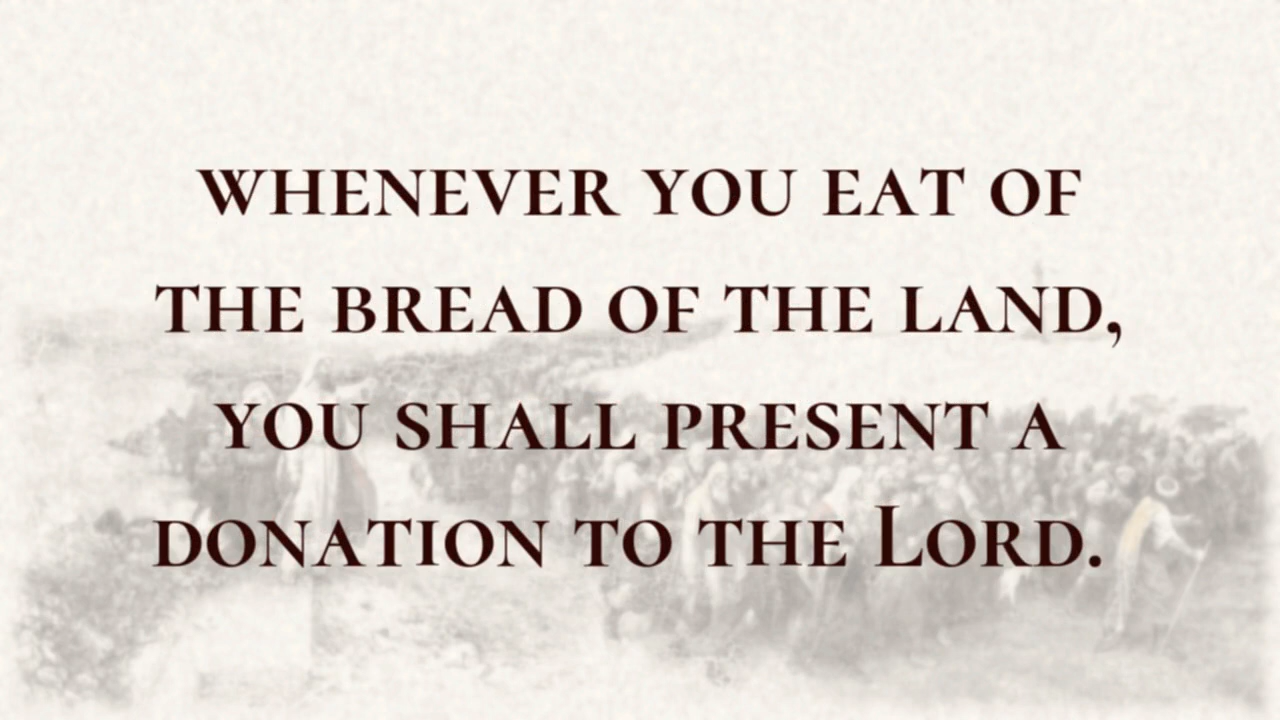 whenever you eat of
the bread of the land,
you shall present a
donation to the Lord.